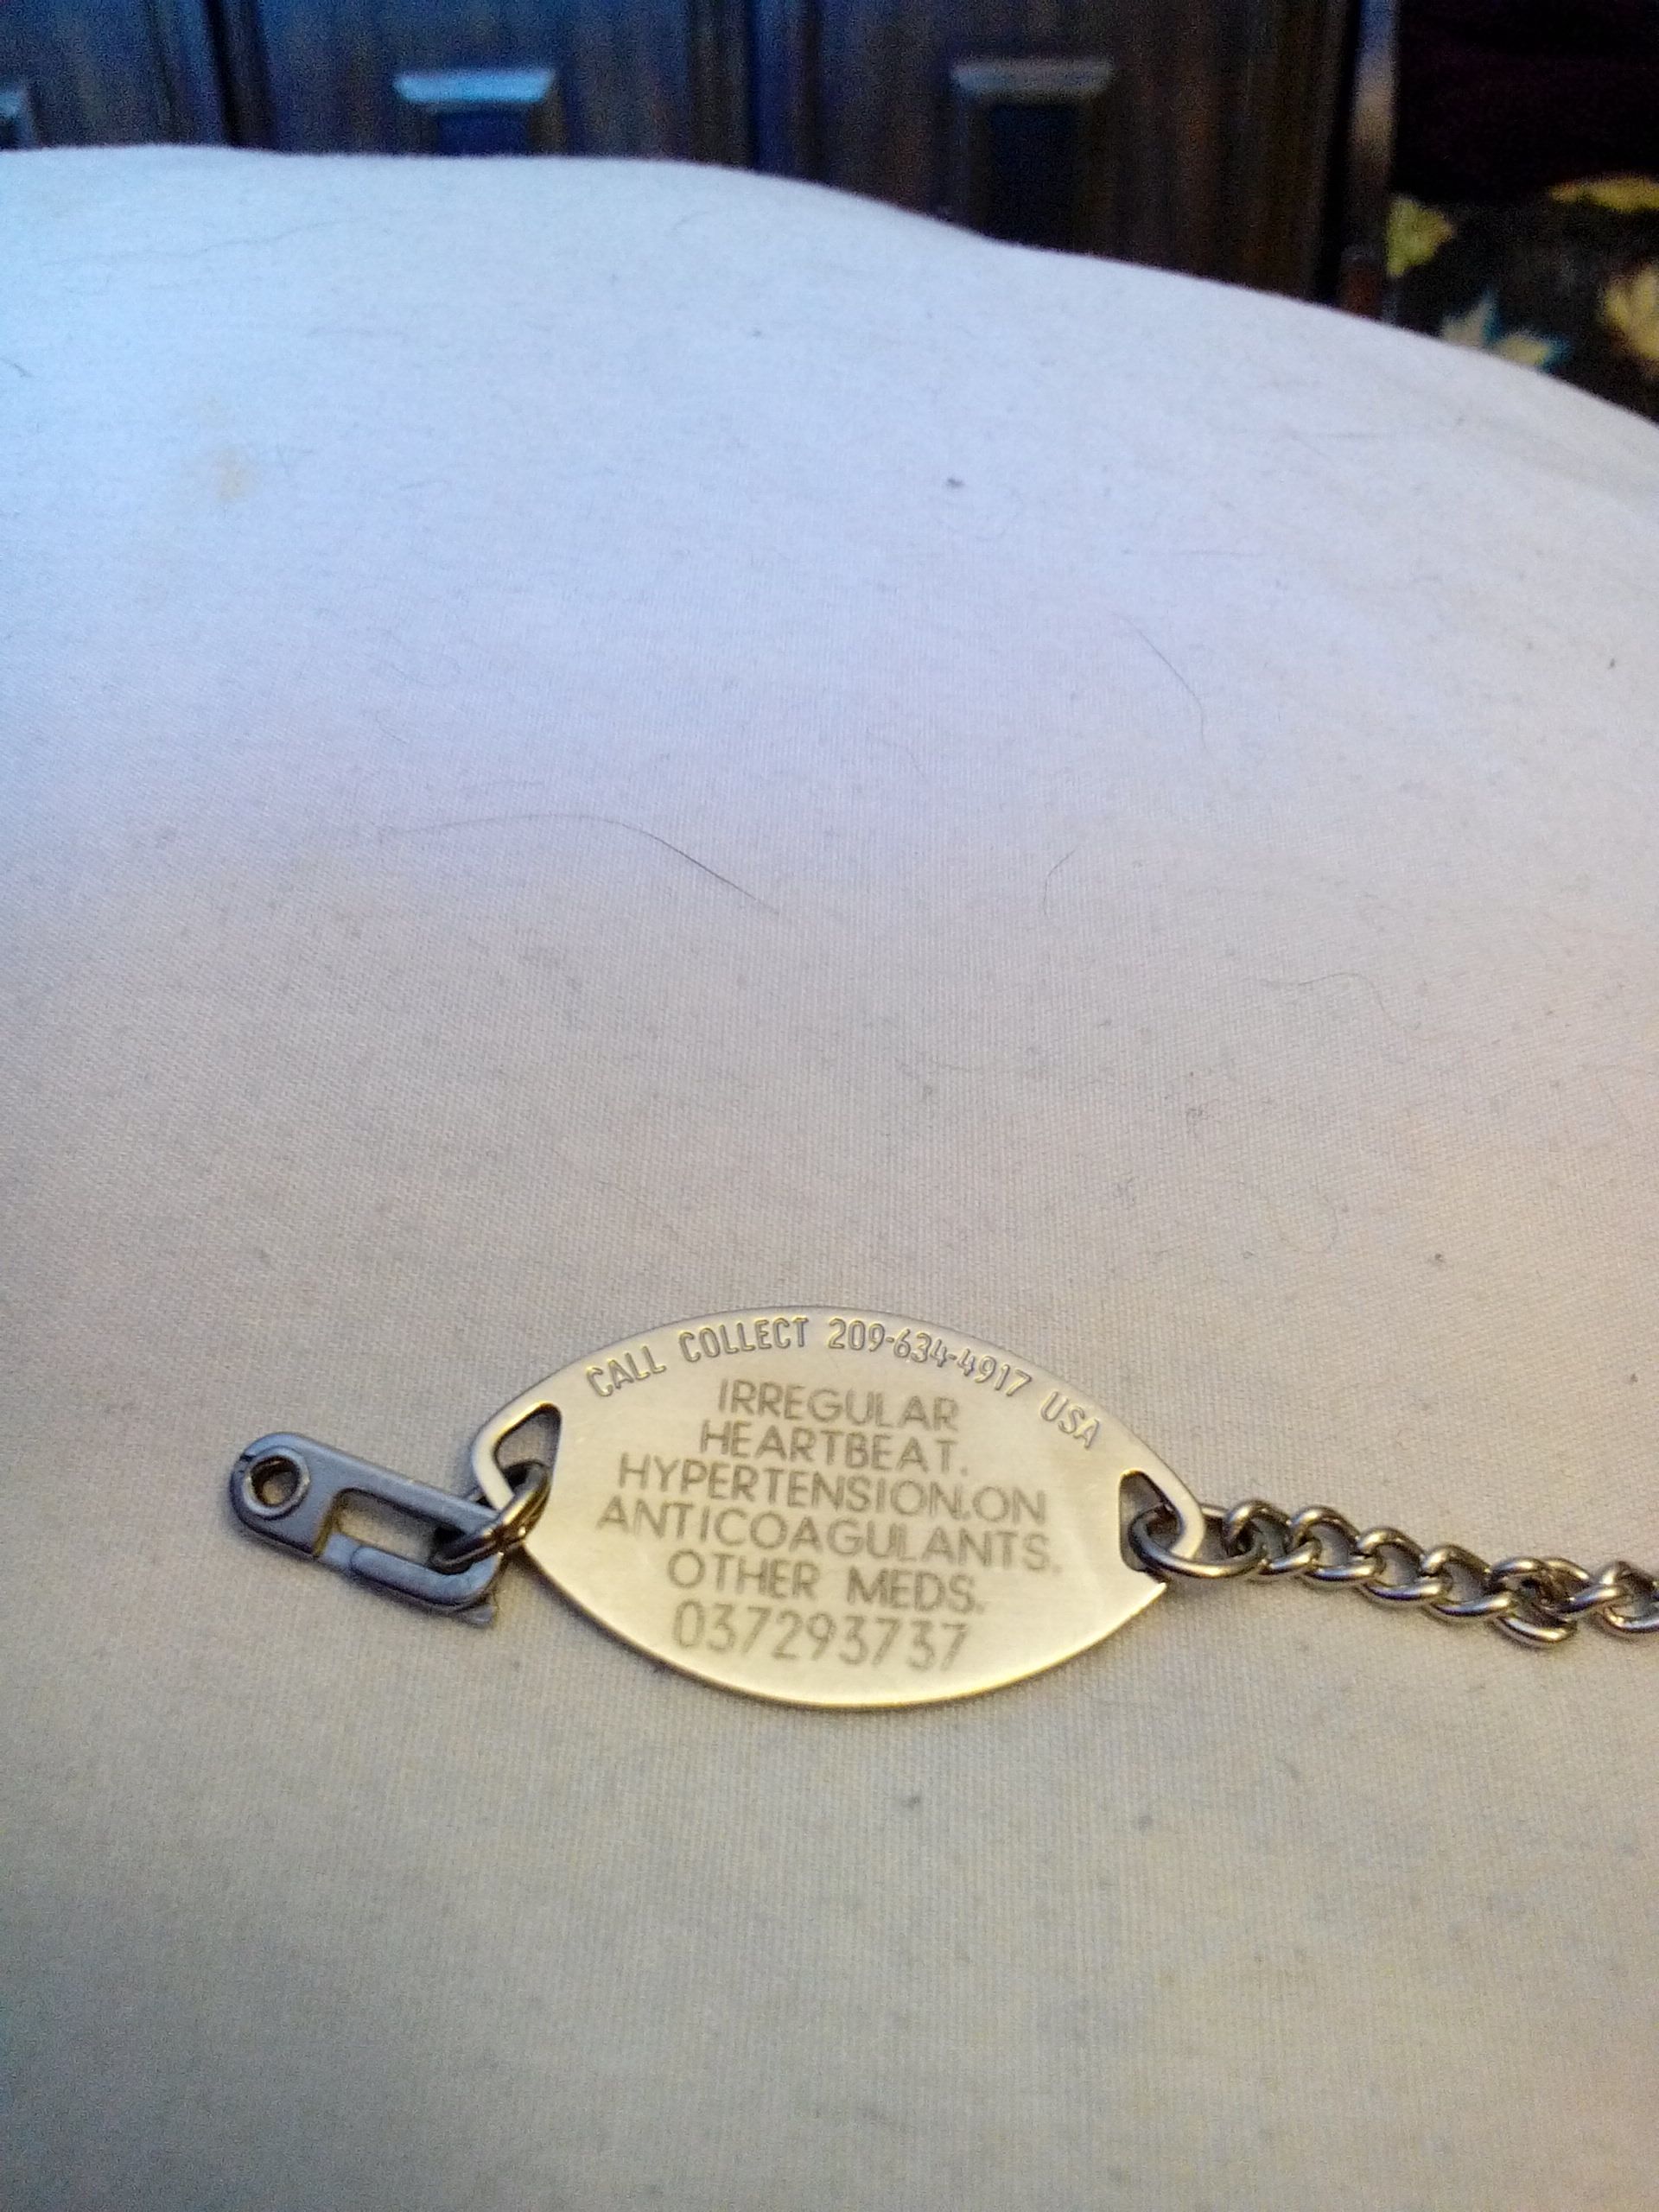 CALL COLLECT 209-634-4917 USA
IRREGULAR
HEARTBEAT.
HYPERTENSION.ON
ANTICOAGULANTS.
OTHER MEDS.
037293737